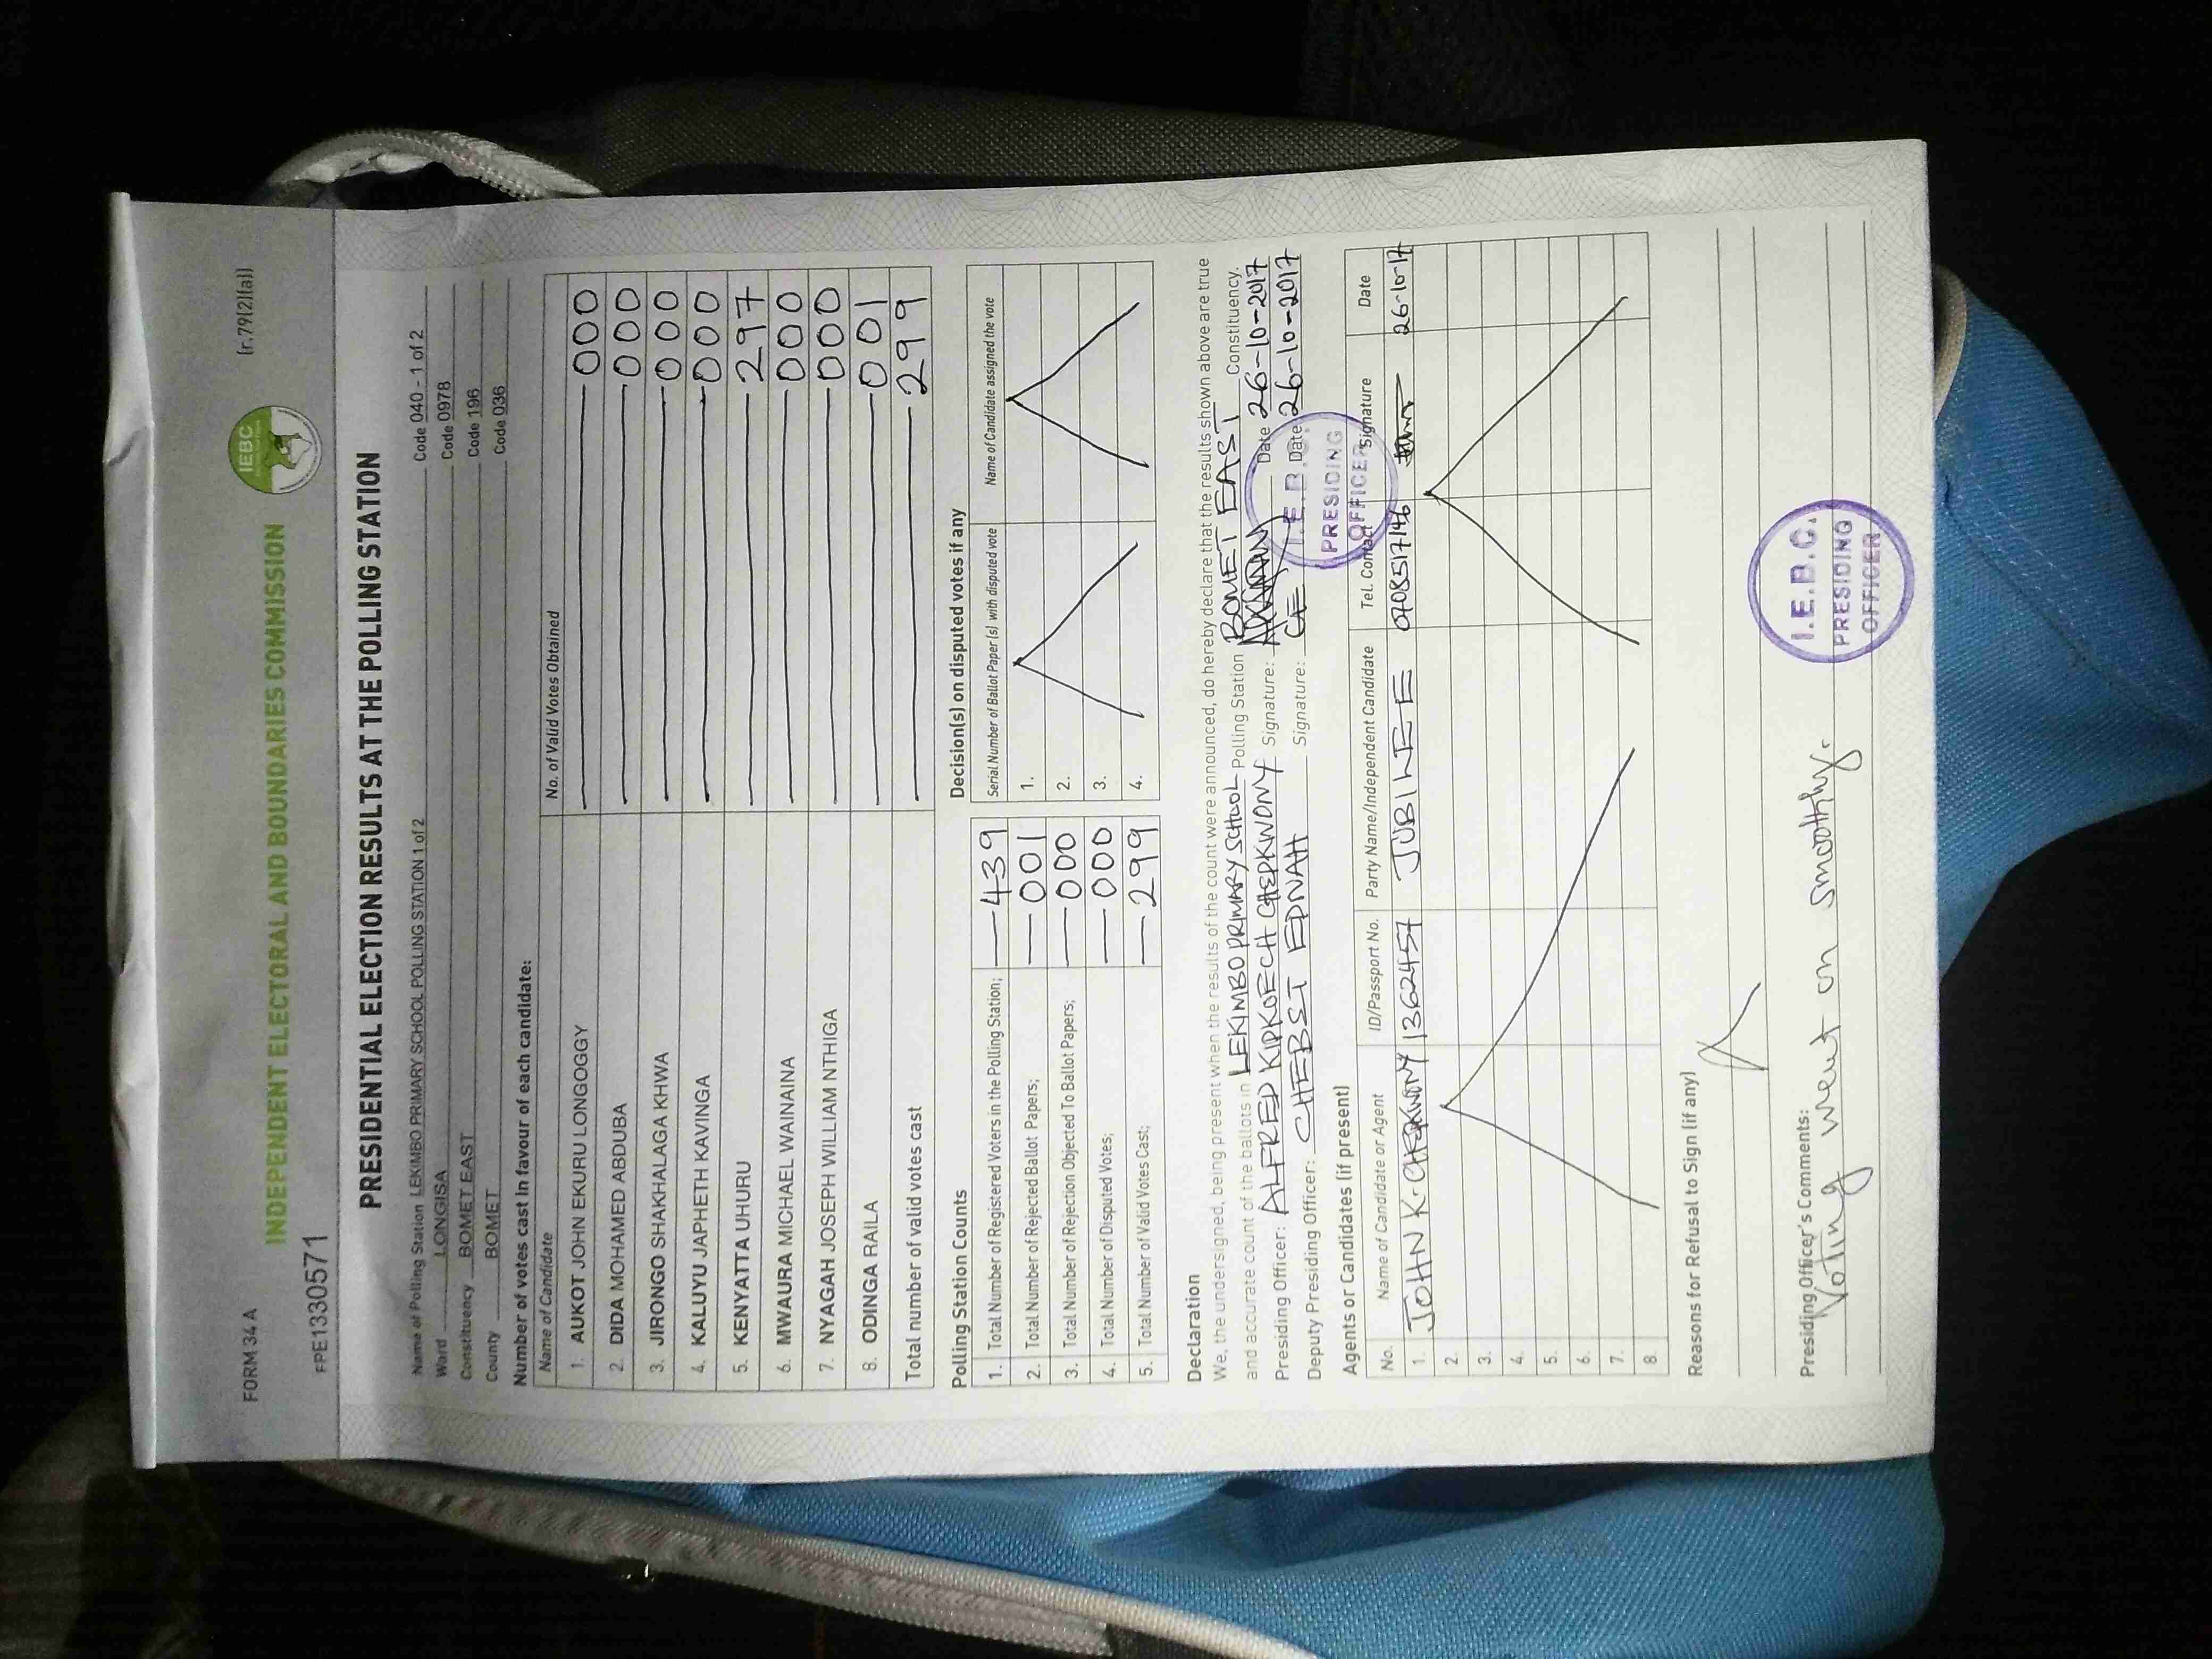 FORM 34 A
[r.79(2)(a)]
IEBC
INDEPENDENT ELECTORAL AND BOUNDARIES COMMISSION
FPE1330571
PRESIDENTIAL ELECTION RESULTS AT THE POLLING STATION
Name of Polling Station LEKIMBO PRIMARY SCHOOL POLLING STATION 1 of 2 Code 040 - 1 of 2
Ward LONGISA Code 0978
Constituency BOMET EAST Code 196
County BOMET Code 036
Number of votes cast in favour of each candidate:
Name of Candidate No. of Valid Votes Obtained
1. AUKOT JOHN EKURU LONGOGGY 000
2. DIDA MOHAMED ABDUBA 000
3. JIRONGO SHAKHALAGA KHWA 000
4. KALUYU JAPHETH KAVINGA 000
5. KENYATTA UHURU 297
6. MWAURA MICHAEL WAINAINA 000
7. NYAGAH JOSEPH WILLIAM NTHIGA 000
8. ODINGA RAILA 001
Total number of valid votes cast 299
Polling Station Counts
1. Total Number of Registered Voters in the Polling Station; 439
2. Total Number of Rejected Ballot Papers; 001
3. Total Number of Rejection Objected To Ballot Papers; 000
4. Total Number of Disputed Votes; 000
5. Total Number of Valid Votes Cast; 299
Decision(s) on disputed votes if any
Serial Number of Ballot Paper(s) with disputed vote Name of Candidate assigned the vote
1.
2.
3.
4.
Declaration
We, the undersigned, being present when the results of the count were announced, do hereby declare that the results shown above are true
and accurate count of the ballots in LEKIMBO PRIMARY SCHOOL Polling Station BOMET EAST Constituency.
Presiding Officer: ALFRED KIPKOECH CHEPKWONY Signature: Date 26-10-2017
Deputy Presiding Officer: CHEBET EDNAH Signature: Date 26-10-2017
I.E.B.C.
PRESIDING
OFFICER
Agents or Candidates (if present)
No. Name of Candidate or Agent ID/Passport No. Party Name/Independent Candidate Tel. Contact Signature Date
1. JOHN K. CHEPKWONY 13624457 JUBILEE 0708517146 26-10-17
2.
3.
4.
5.
6.
7.
8.
Reasons for Refusal to Sign (if any)
Presiding Officer's Comments:
Voting went on smoothly.
I.E.B.C.
PRESIDING
OFFICER